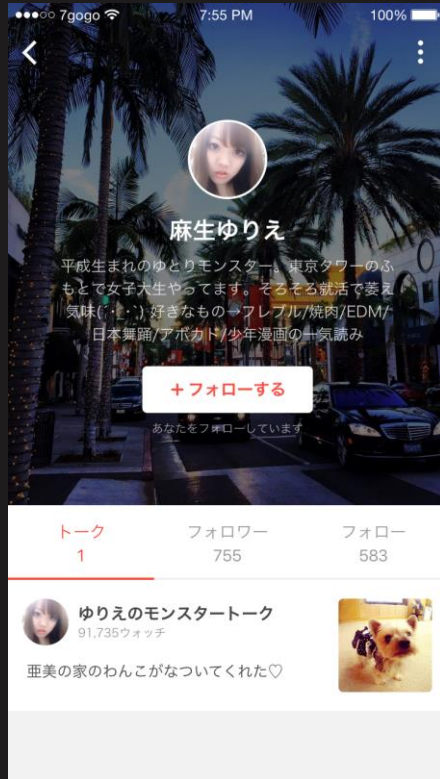 7gogo
7:55 PM
100%
麻生ゆりえ
平成生まれのゆとりモンスター、東京タワーのふ
もとで女子大生やってます。そろそろ就活で萎え
気味(´･_･`) 好きなもの→フレブル/焼肉/EDM/
日本舞踊/アボカド/少年漫画の一気読み
+フォローする
あなたをフォローしています
トーク
フォロワー
フォロー
1
755
583
ゆりえのモンスタートーク
91,735ウォッチ
亜美の家のわんこがなついてくれた♡